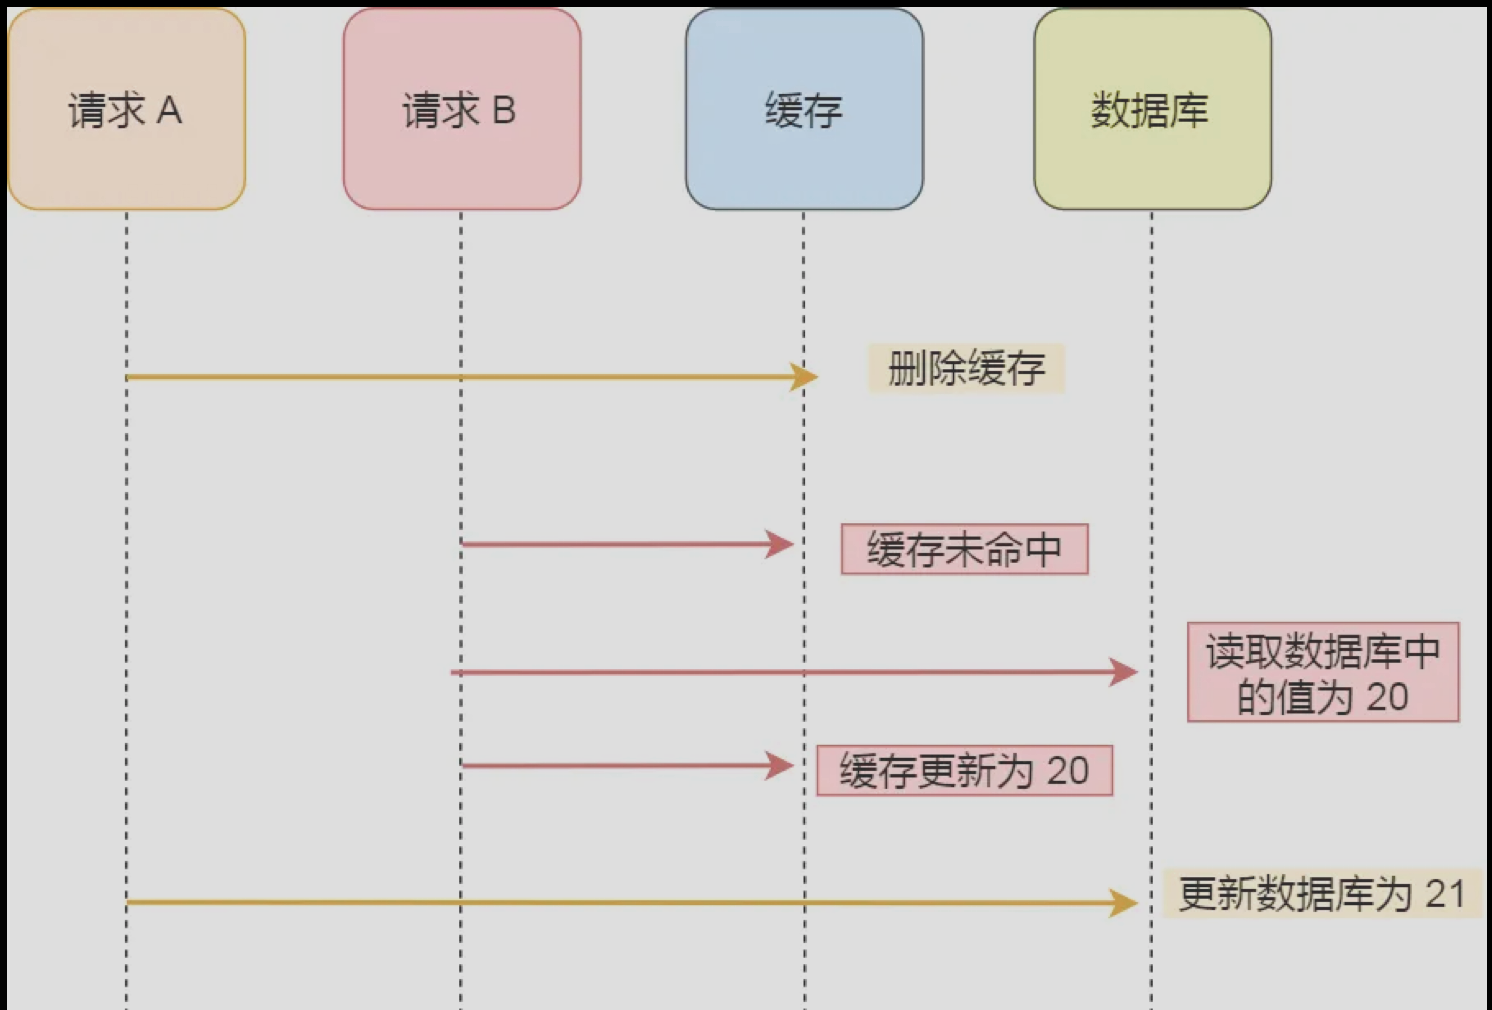 请求 A
请求 B
缓存
数据库
删除缓存
缓存未命中
读取数据库中
的值为 20
缓存更新为 20
更新数据库为 21